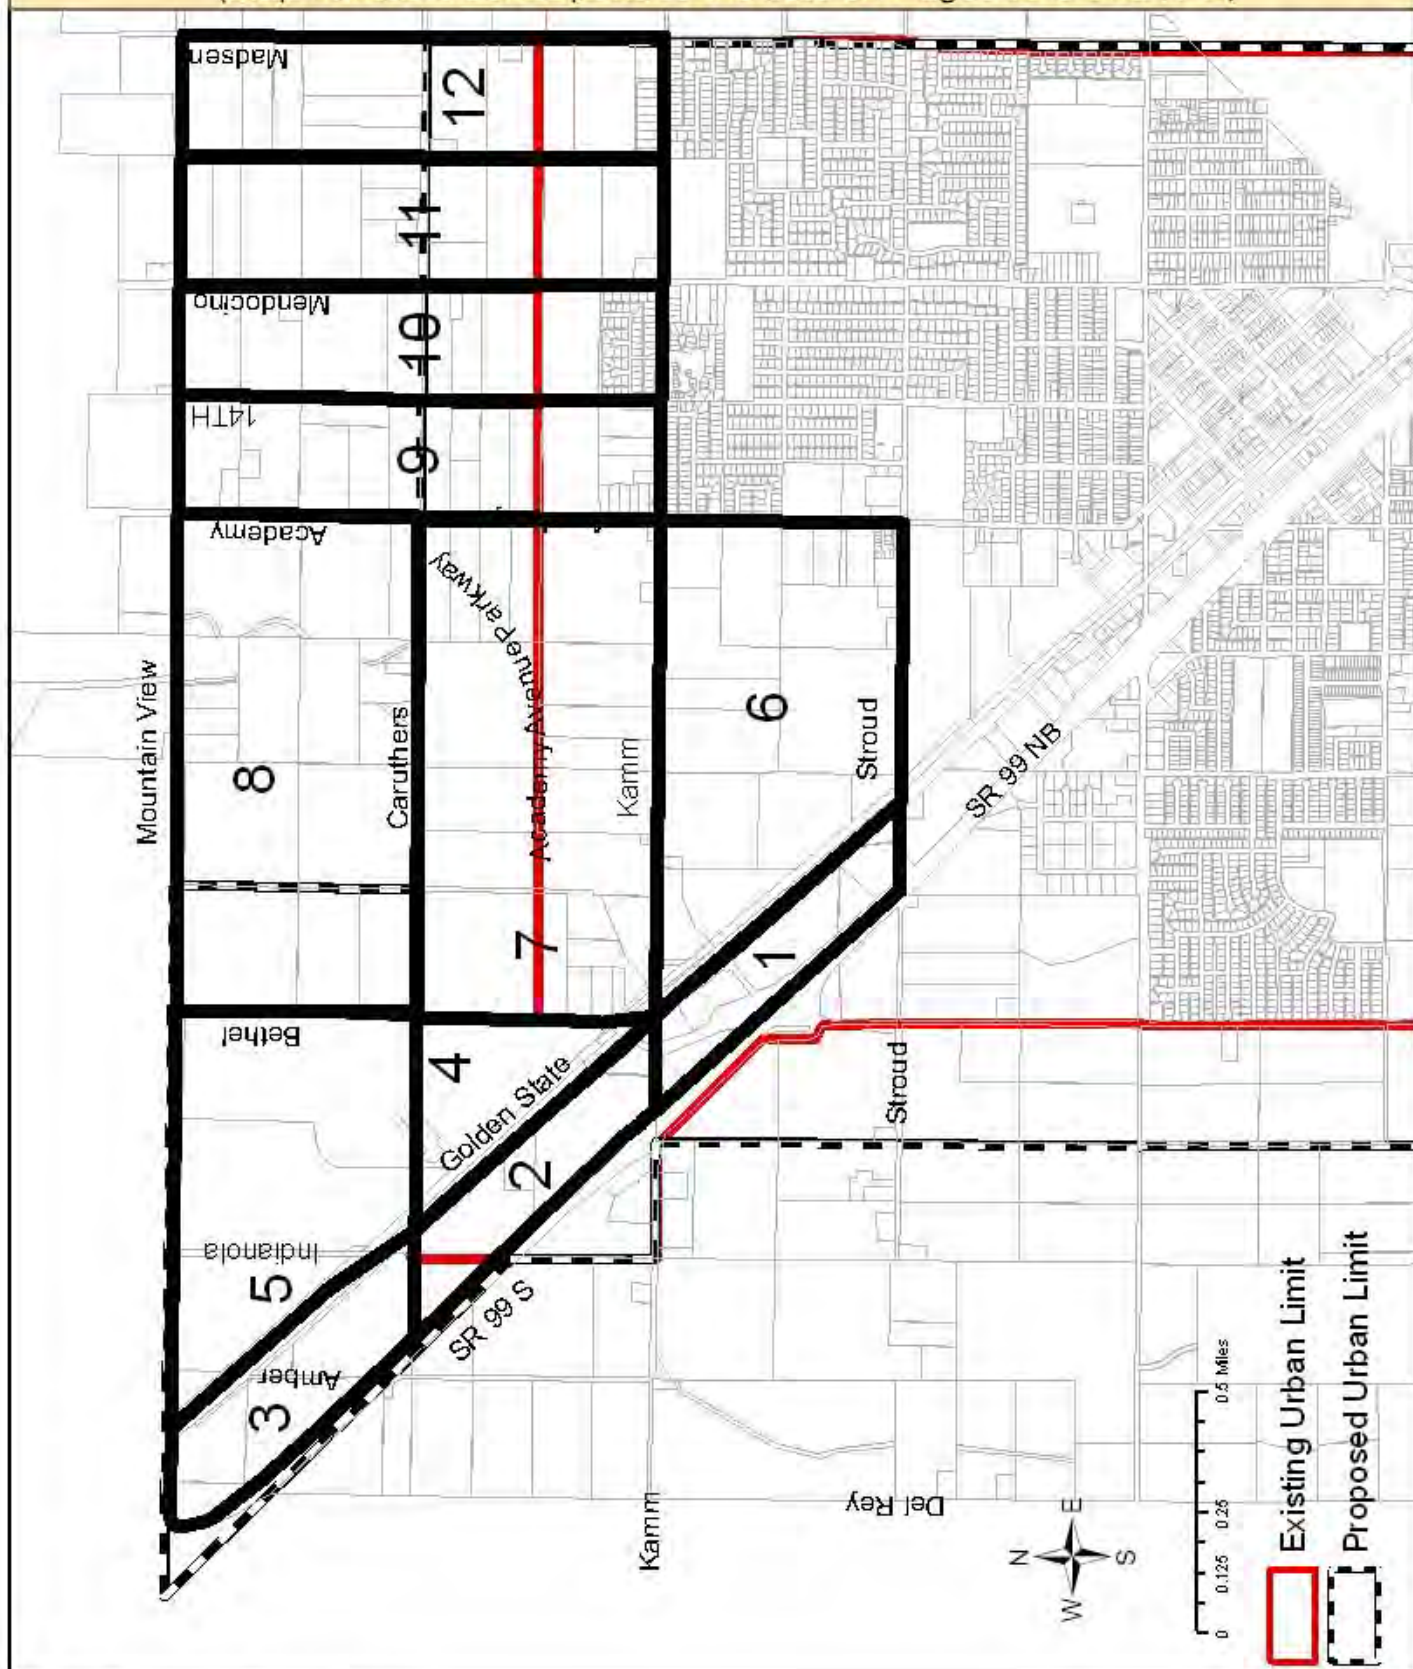 Madsen
12
11
Mendocino
10
14TH
9
Academy
Mountain View
8
Caruthers
Academy Avenue Parkway
Kamm
6
Stroud
SR 99 NB
7
1
Bethel
4
Golden State
2
Stroud
Indianola
5
SR 99 S
Amber
3
Kamm
Del Rey
N
E
S
W
0 0.125 0.25 0.5 Miles
Existing Urban Limit
Proposed Urban Limit